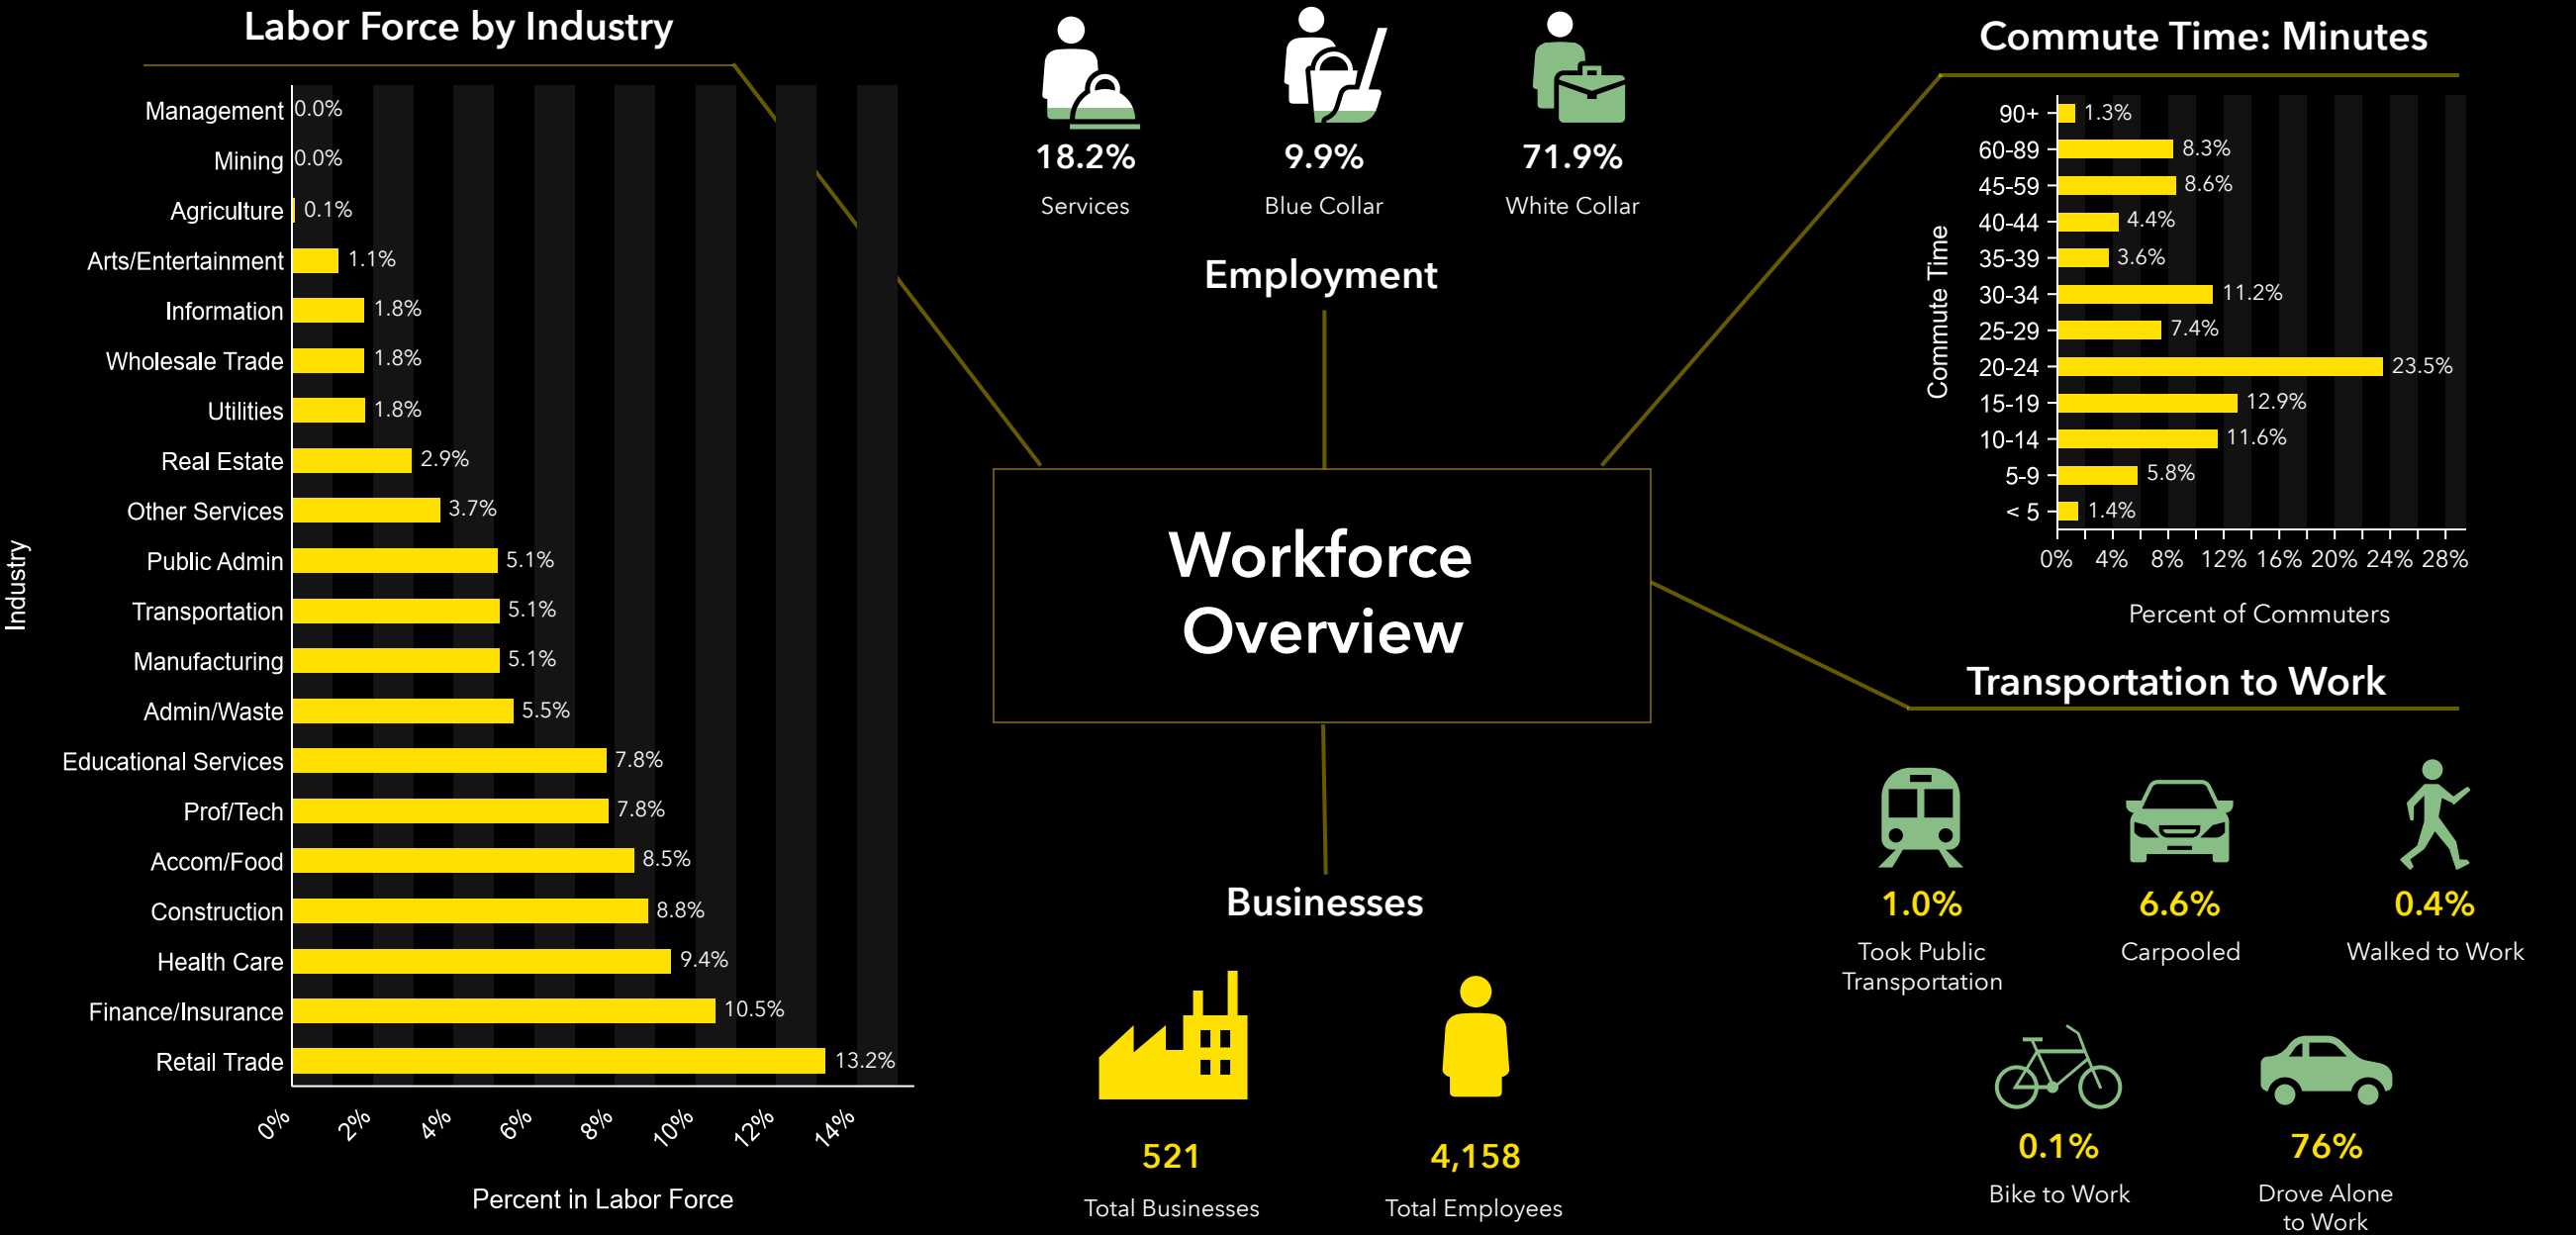 Labor Force by Industry
Industry
Management 0.0%
Mining 0.0%
Agriculture 0.1%
Arts/Entertainment 1.1%
Information 1.8%
Wholesale Trade 1.8%
Utilities 1.8%
Real Estate 2.9%
Other Services 3.7%
Public Admin 5.1%
Transportation 5.1%
Manufacturing 5.1%
Admin/Waste 5.5%
Educational Services 7.8%
Prof/Tech 7.8%
Accom/Food 8.5%
Construction 8.8%
Health Care 9.4%
Finance/Insurance 10.5%
Retail Trade 13.2%
0% 2% 4% 6% 8% 10% 12% 14%
Percent in Labor Force
18.2% 9.9% 71.9%
Services Blue Collar White Collar
Employment
Workforce
Overview
Businesses
521 4,158
Total Businesses Total Employees
Commute Time: Minutes
Commute Time
90+ 1.3%
60-89 8.3%
45-59 8.6%
40-44 4.4%
35-39 3.6%
30-34 11.2%
25-29 7.4%
20-24 23.5%
15-19 12.9%
10-14 11.6%
5-9 5.8%
< 5 1.4%
0% 4% 8% 12% 16% 20% 24% 28%
Percent of Commuters
Transportation to Work
1.0% 6.6% 0.4%
Took Public Carpooled Walked to Work
Transportation
0.1% 76%
Bike to Work Drove Alone
to Work